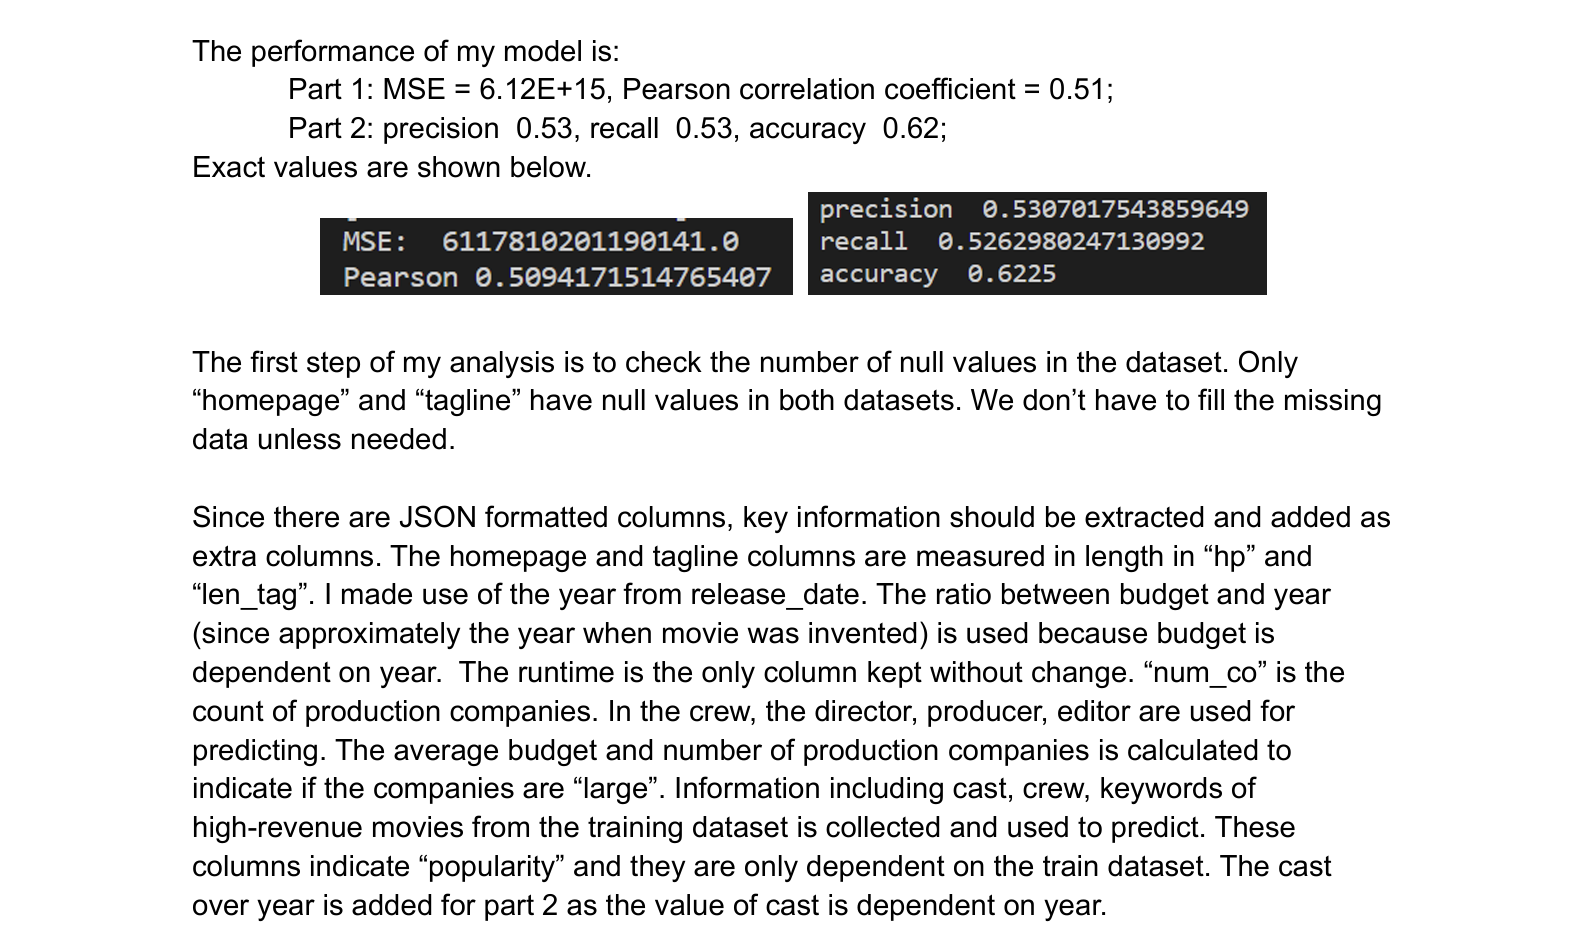 The performance of my model is:
Part 1: MSE = 6.12E+15, Pearson correlation coefficient = 0.51;
Part 2: precision  0.53, recall  0.53, accuracy  0.62;
Exact values are shown below.
MSE:  6117810201190141.0
Pearson 0.5094171514765407
precision  0.5307017543859649
recall  0.5262980247130992
accuracy  0.6225
The first step of my analysis is to check the number of null values in the dataset. Only
“homepage” and “tagline” have null values in both datasets. We don’t have to fill the missing
data unless needed.
Since there are JSON formatted columns, key information should be extracted and added as
extra columns. The homepage and tagline columns are measured in length in “hp” and
“len_tag”. I made use of the year from release_date. The ratio between budget and year
(since approximately the year when movie was invented) is used because budget is
dependent on year.  The runtime is the only column kept without change. “num_co” is the
count of production companies. In the crew, the director, producer, editor are used for
predicting. The average budget and number of production companies is calculated to
indicate if the companies are “large”. Information including cast, crew, keywords of
high-revenue movies from the training dataset is collected and used to predict. These
columns indicate “popularity” and they are only dependent on the train dataset. The cast
over year is added for part 2 as the value of cast is dependent on year.